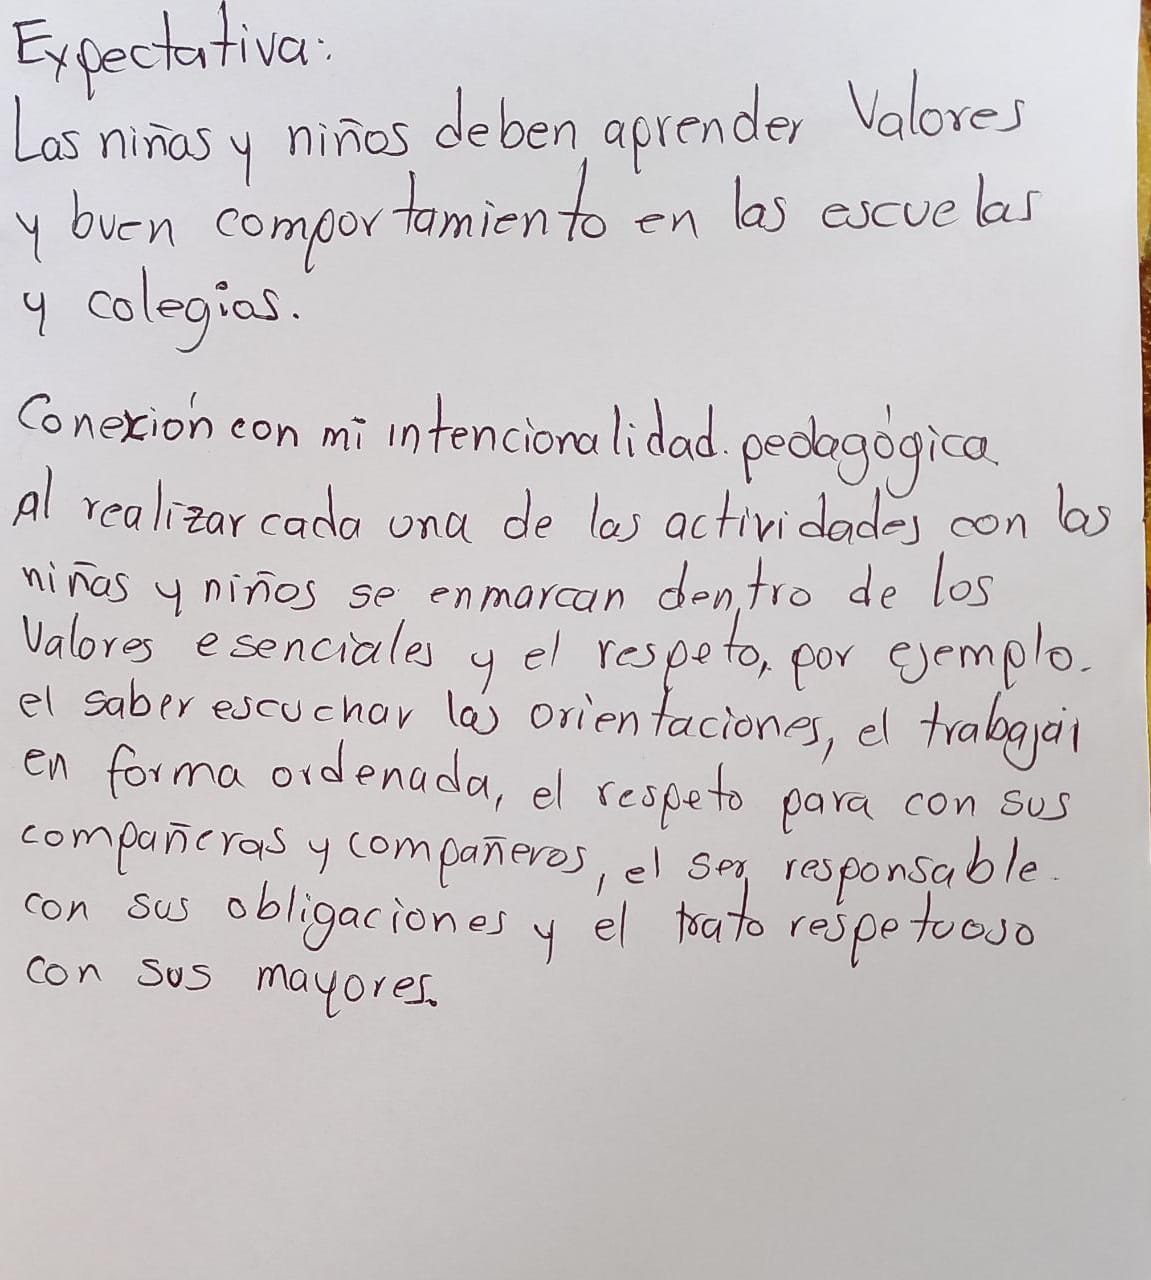 Expectativa:
Las niñas y niños deben aprender Valores
y buen comportamiento en las escuelas
y colegios.
Conexión con mi intencionalidad. pedagógica
Al realizar cada una de las actividades con las
niñas y niños se enmarcan dentro de los
Valores esenciales y el respeto, por ejemplo.
el saber escuchar las orientaciones, el trabajar
en forma ordenada, el respeto para con sus
compañeras y compañeros, el ser responsable.
con sus obligaciones y el trato respetuoso
con sus mayores.